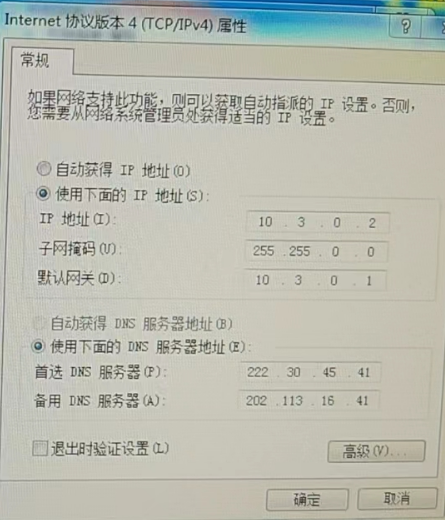 Internet 协议版本 4 (TCP/IPv4) 属性
?
常规
如果网络支持此功能，则可以获取自动指派的 IP 设置。否则，
您需要从网络系统管理员处获得适当的 IP 设置。
自动获得 IP 地址(O)
使用下面的 IP 地址(S):
IP 地址(I): 10 . 3 . 0 . 2
子网掩码(U): 255 .255 . 0 . 0
默认网关(D): 10 . 3 . 0 . 1
自动获得 DNS 服务器地址(B)
使用下面的 DNS 服务器地址(E):
首选 DNS 服务器(P): 222 . 30 . 45 . 41
备用 DNS 服务器(A): 202 .113 . 16 . 41
退出时验证设置(L)
高级(V)...
确定 取消